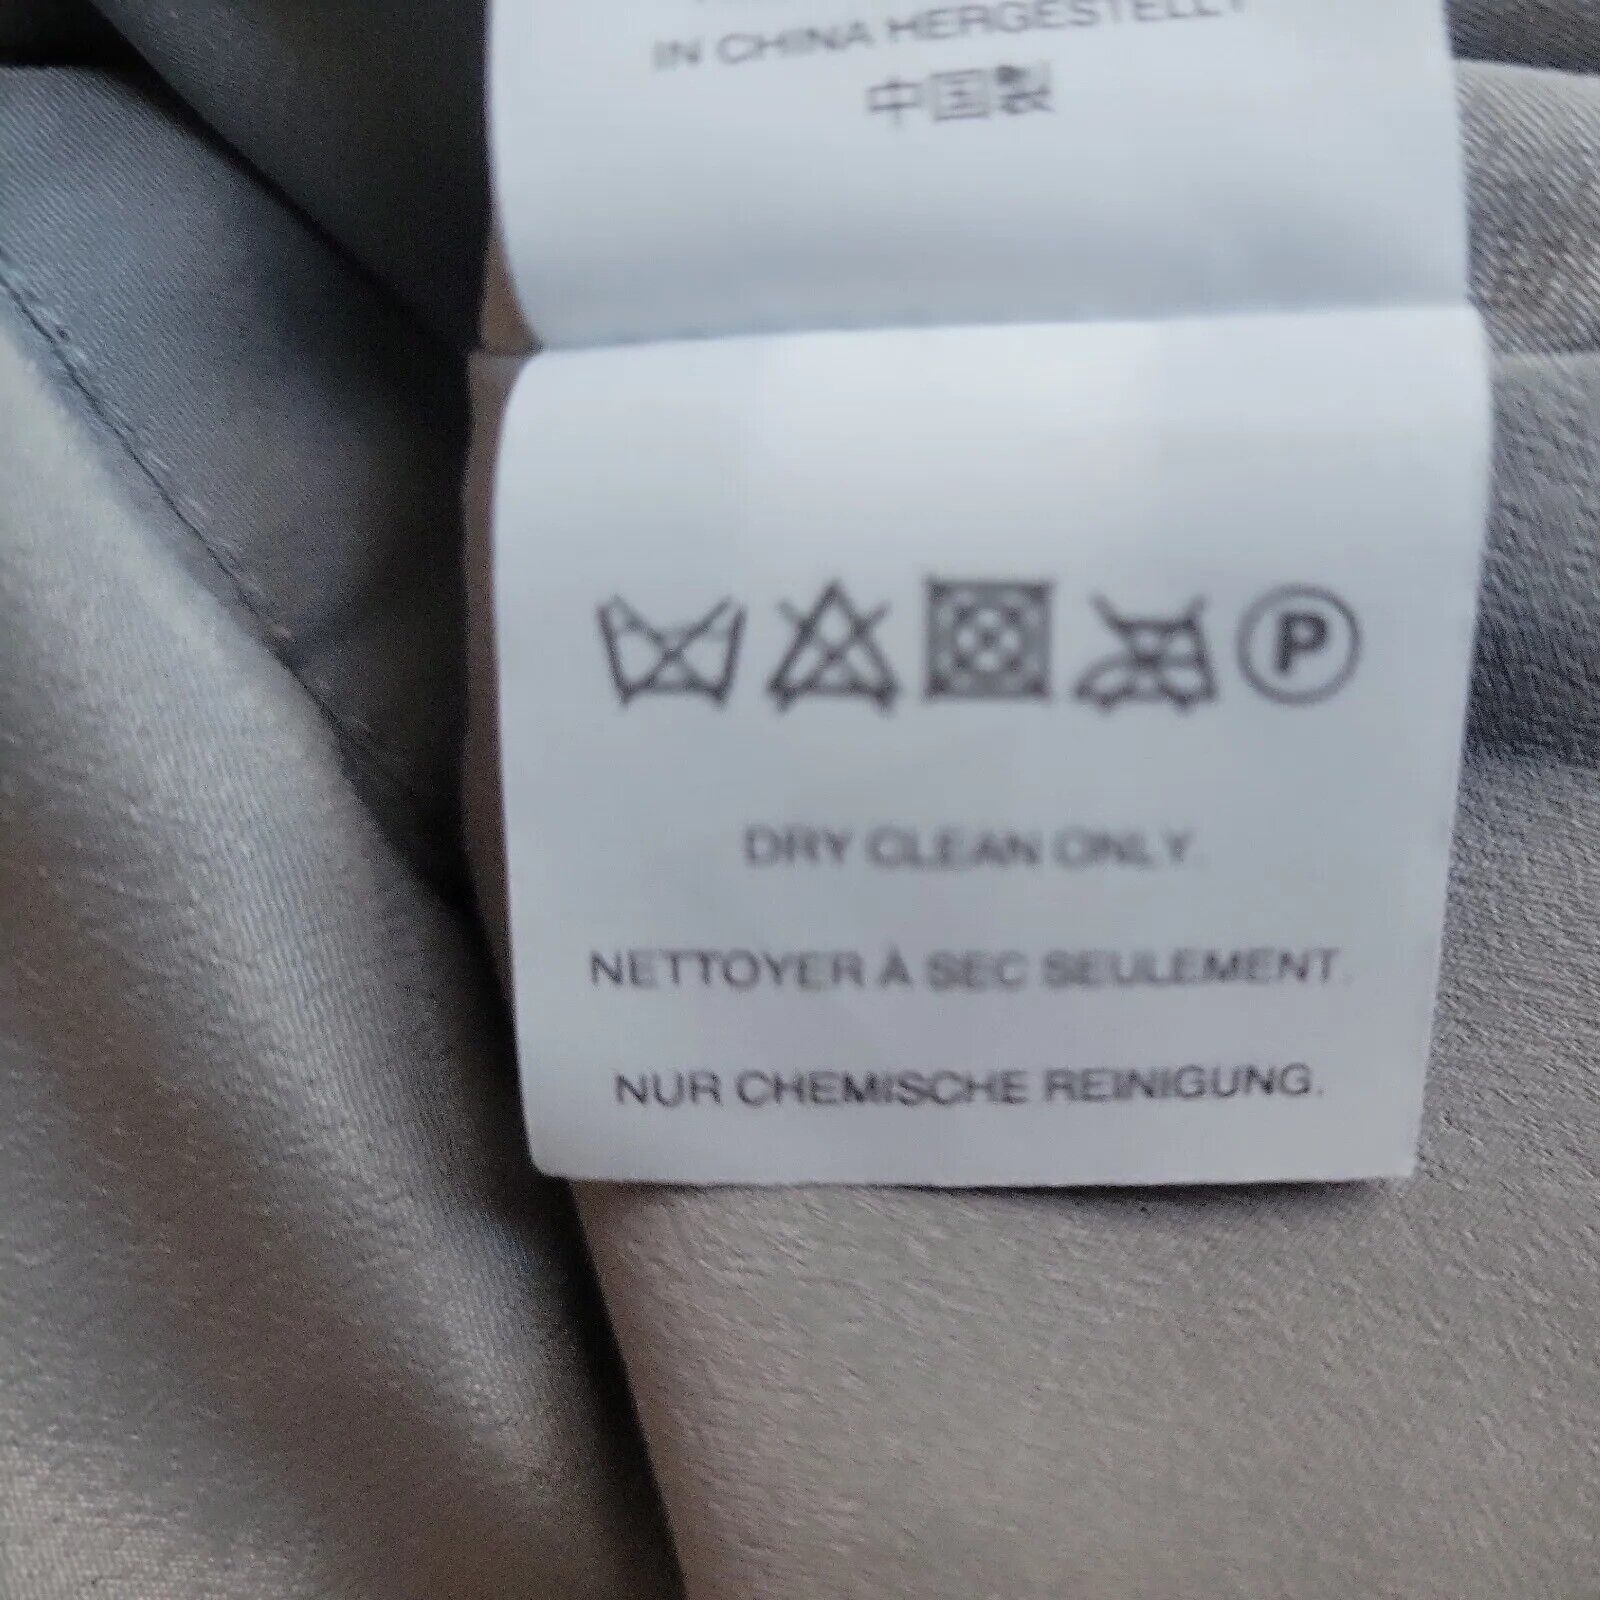 IN CHINA HERGESTELLT
中国製
P
DRY CLEAN ONLY.
NETTOYER À SEC SEULEMENT.
NUR CHEMISCHE REINIGUNG.